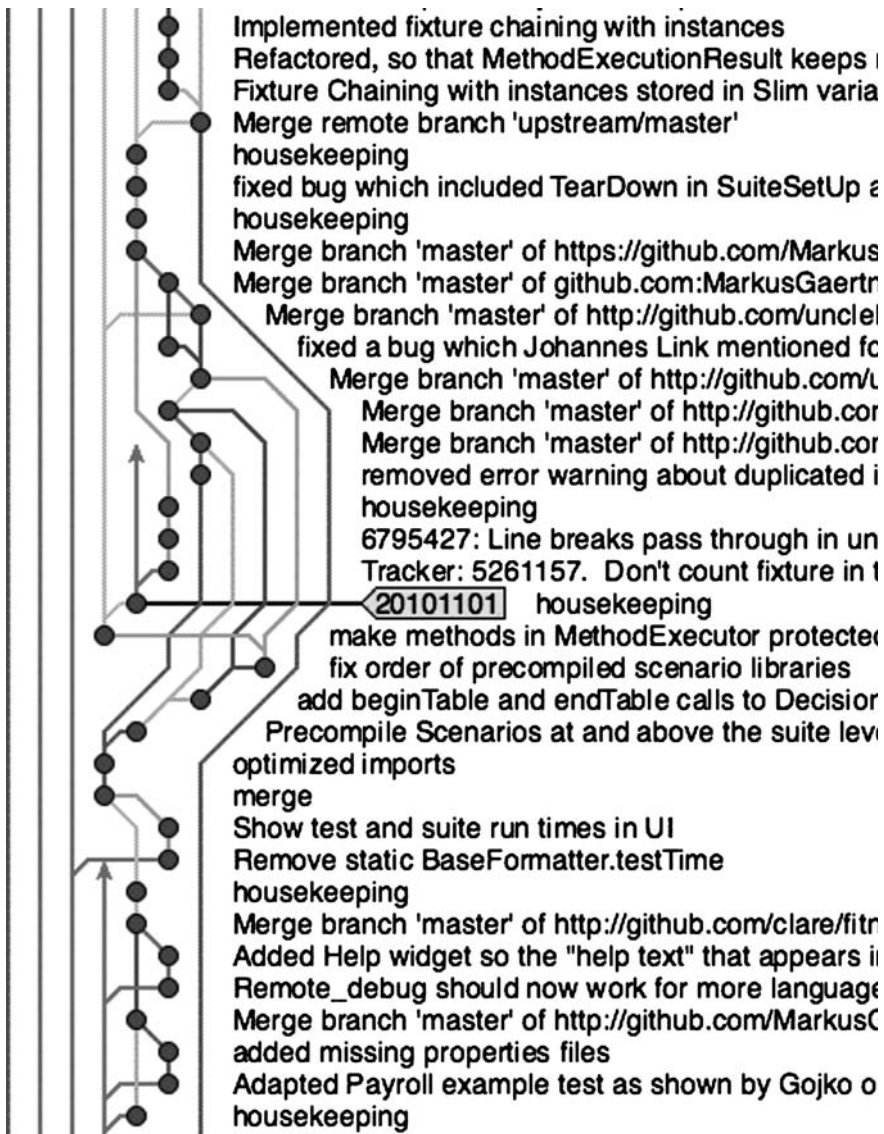 Implemented fixture chaining with instances
Refactored, so that MethodExecutionResult keeps
Fixture Chaining with instances stored in Slim varia
Merge remote branch 'upstream/master'
housekeeping
fixed bug which included TearDown in SuiteSetUp a
housekeeping
Merge branch 'master' of https://github.com/Markus
Merge branch 'master' of github.com:MarkusGaertn
Merge branch 'master' of http://github.com/uncle
fixed a bug which Johannes Link mentioned fo
Merge branch 'master' of http://github.com/u
Merge branch 'master' of http://github.cor
Merge branch 'master' of http://github.cor
removed error warning about duplicated i
housekeeping
6795427: Line breaks pass through in un
Tracker: 5261157. Don't count fixture in t
20101101 housekeeping
make methods in MethodExecutor protected
fix order of precompiled scenario libraries
add beginTable and endTable calls to Decision
Precompile Scenarios at and above the suite leve
optimized imports
merge
Show test and suite run times in UI
Remove static BaseFormatter.testTime
housekeeping
Merge branch 'master' of http://github.com/clare/fitn
Added Help widget so the "help text" that appears i
Remote_debug should now work for more language
Merge branch 'master' of http://github.com/MarkusG
added missing properties files
Adapted Payroll example test as shown by Gojko o
housekeeping